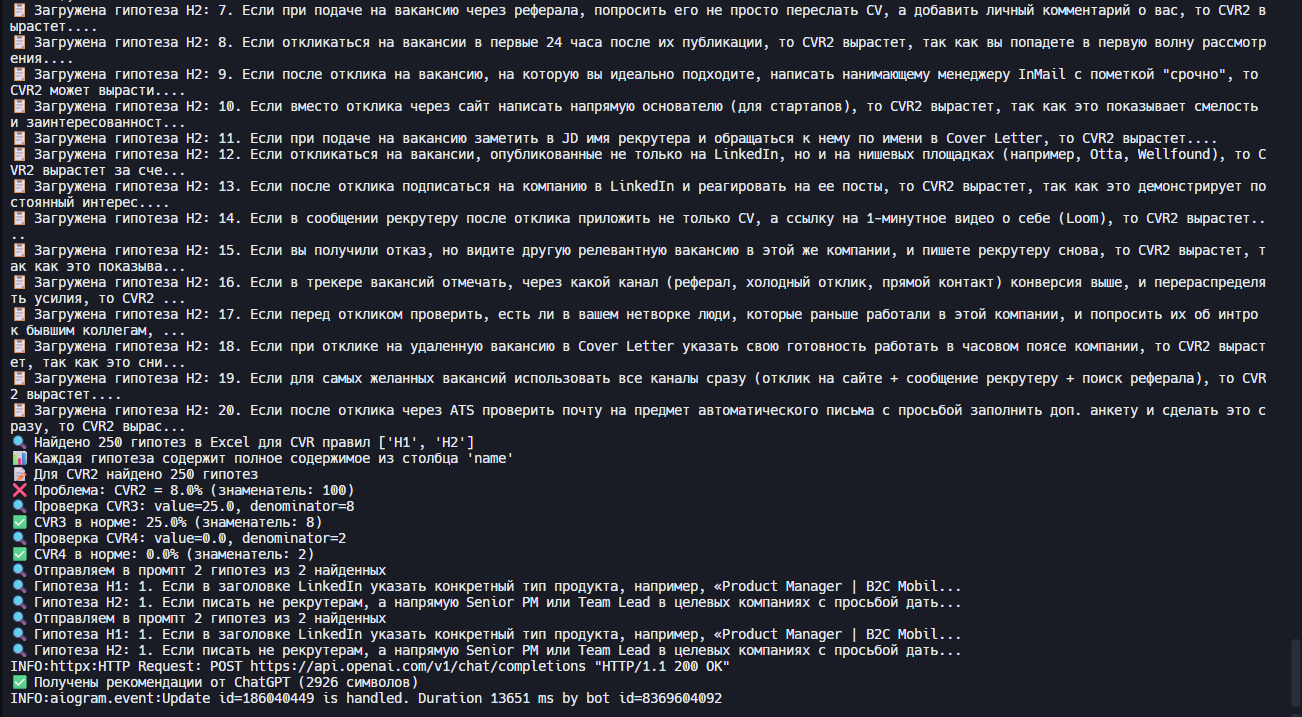 📋 Загружена гипотеза H2: 7. Если при подаче на вакансию через реферала, попросить его не просто переслать CV, а добавить личный комментарий о вас, то CVR2 в
ырастет....
📋 Загружена гипотеза H2: 8. Если откликаться на вакансии в первые 24 часа после их публикации, то CVR2 вырастет, так как вы попадете в первую волну рассмотр
ения....
📋 Загружена гипотеза H2: 9. Если после отклика на вакансию, на которую вы идеально подходите, написать нанимающему менеджеру InMail с пометкой "срочно", то
CVR2 может вырасти....
📋 Загружена гипотеза H2: 10. Если вместо отклика через сайт написать напрямую основателю (для стартапов), то CVR2 вырастет, так как это показывает смелость
и заинтересованност...
📋 Загружена гипотеза H2: 11. Если при подаче на вакансию заметить в JD имя рекрутера и обращаться к нему по имени в Cover Letter, то CVR2 вырастет....
📋 Загружена гипотеза H2: 12. Если откликаться на вакансии, опубликованные не только на LinkedIn, но и на нишевых площадках (например, Otta, Wellfound), то C
VR2 вырастет за сче...
📋 Загружена гипотеза H2: 13. Если после отклика подписаться на компанию в LinkedIn и реагировать на ее посты, то CVR2 вырастет, так как это демонстрирует по
стоянный интерес....
📋 Загружена гипотеза H2: 14. Если в сообщении рекрутеру после отклика приложить не только CV, а ссылку на 1-минутное видео о себе (Loom), то CVR2 вырастет..
..
📋 Загружена гипотеза H2: 15. Если вы получили отказ, но видите другую релевантную вакансию в этой же компании, и пишете рекрутеру снова, то CVR2 вырастет, т
ак как это показыва...
📋 Загружена гипотеза H2: 16. Если в трекере вакансий отмечать, через какой канал (реферал, холодный отклик, прямой контакт) конверсия выше, и перераспределя
ть усилия, то CVR2 ...
📋 Загружена гипотеза H2: 17. Если перед откликом проверить, есть ли в вашем нетворке люди, которые раньше работали в этой компании, и попросить их об интро
к бывшим коллегам, ...
📋 Загружена гипотеза H2: 18. Если при отклике на удаленную вакансию в Cover Letter указать свою готовность работать в часовом поясе компании, то CVR2 выраст
ет, так как это сни...
📋 Загружена гипотеза H2: 19. Если для самых желанных вакансий использовать все каналы сразу (отклик на сайте + сообщение рекрутеру + поиск реферала), то CVR
2 вырастет....
📋 Загружена гипотеза H2: 20. Если после отклика через ATS проверить почту на предмет автоматического письма с просьбой заполнить доп. анкету и сделать это с
разу, то CVR2 вырас...
🔍 Найдено 250 гипотез в Excel для CVR правил ['H1', 'H2']
📊 Каждая гипотеза содержит полное содержимое из столбца 'name'
📝 Для CVR2 найдено 250 гипотез
❌ Проблема: CVR2 = 8.0% (знаменатель: 100)
🔍 Проверка CVR3: value=25.0, denominator=8
✅ CVR3 в норме: 25.0% (знаменатель: 8)
🔍 Проверка CVR4: value=0.0, denominator=2
✅ CVR4 в норме: 0.0% (знаменатель: 2)
🔍 Отправляем в промпт 2 гипотез из 2 найденных
🔍 Гипотеза H1: 1. Если в заголовке LinkedIn указать конкретный тип продукта, например, «Product Manager | B2C Mobil...
🔍 Гипотеза H2: 1. Если писать не рекрутерам, а напрямую Senior PM или Team Lead в целевых компаниях с просьбой дать...
🔍 Отправляем в промпт 2 гипотез из 2 найденных
🔍 Гипотеза H1: 1. Если в заголовке LinkedIn указать конкретный тип продукта, например, «Product Manager | B2C Mobil...
🔍 Гипотеза H2: 1. Если писать не рекрутерам, а напрямую Senior PM или Team Lead в целевых компаниях с просьбой дать...
INFO:httpx:HTTP Request: POST https://api.openai.com/v1/chat/completions "HTTP/1.1 200 OK"
✅ Получены рекомендации от ChatGPT (2926 символов)
INFO:aiogram.event:Update id=186040449 is handled. Duration 13651 ms by bot id=8369604092